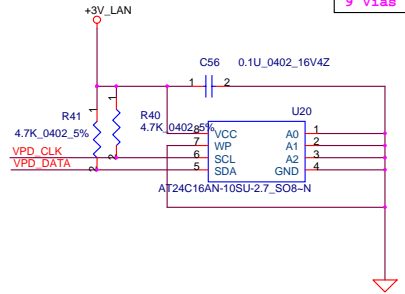 9 Vias
+3V_LAN
C56
0.1U_0402_16V4Z
1
2
R41
4.7K_0402_5%
1
2
R40
4.7K_0402_5%
1
2
U20
8 VCC A0 1
7 WP A1 2
6 SCL A2 3
5 SDA GND 4
VPD_CLK
VPD_DATA
AT24C16AN-10SU-2.7_SO8~N